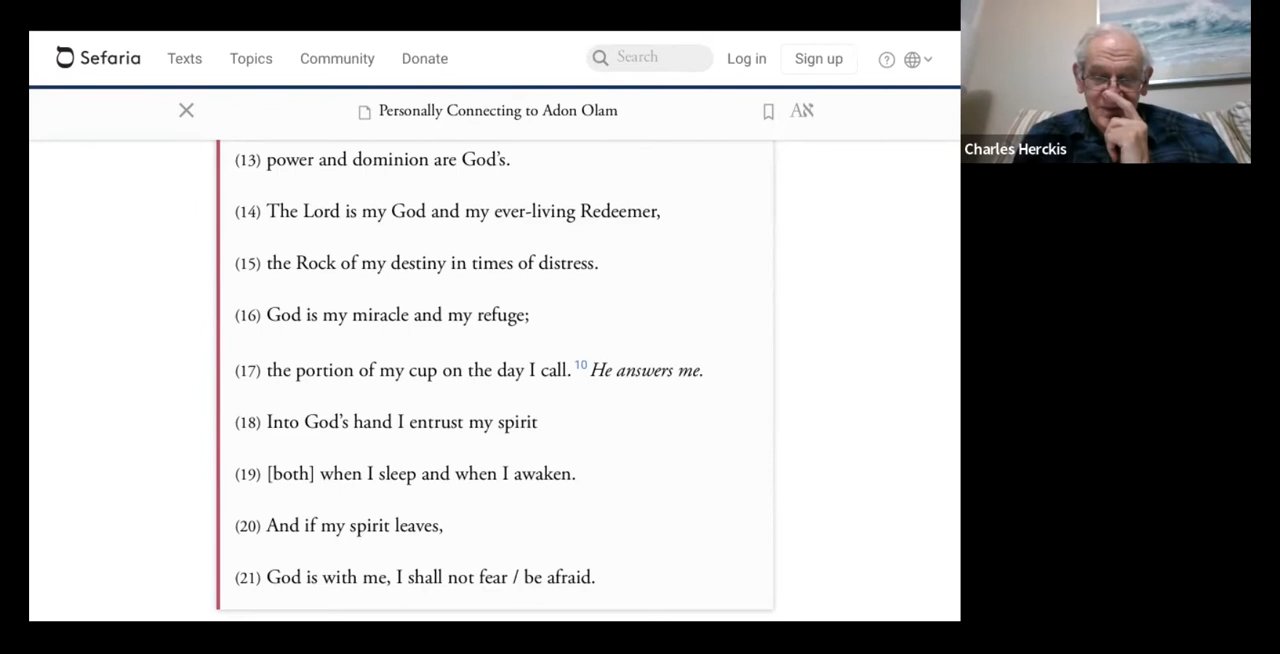 Sefaria Texts Topics Community Donate Search Log in Sign up
Personally Connecting to Adon Olam Aא
(13) power and dominion are God’s.
(14) The Lord is my God and my ever-living Redeemer,
(15) the Rock of my destiny in times of distress.
(16) God is my miracle and my refuge;
(17) the portion of my cup on the day I call. 10 He answers me.
(18) Into God’s hand I entrust my spirit
(19) [both] when I sleep and when I awaken.
(20) And if my spirit leaves,
(21) God is with me, I shall not fear / be afraid.
Charles Herckis